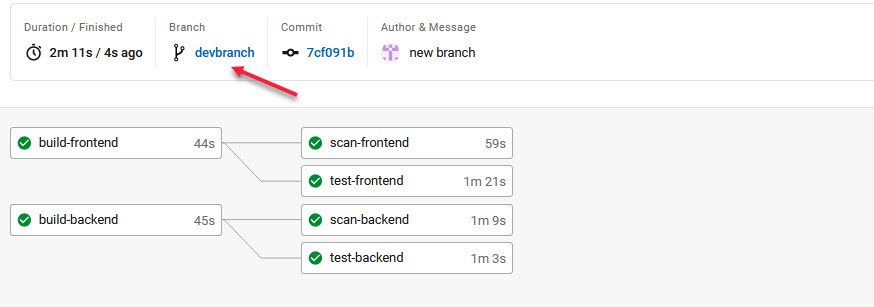 Duration / Finished
2m 11s / 4s ago
Branch
devbranch
Commit
7cf091b
Author & Message
new branch
build-frontend 44s
scan-frontend 59s
test-frontend 1m 21s
build-backend 45s
scan-backend 1m 9s
test-backend 1m 3s